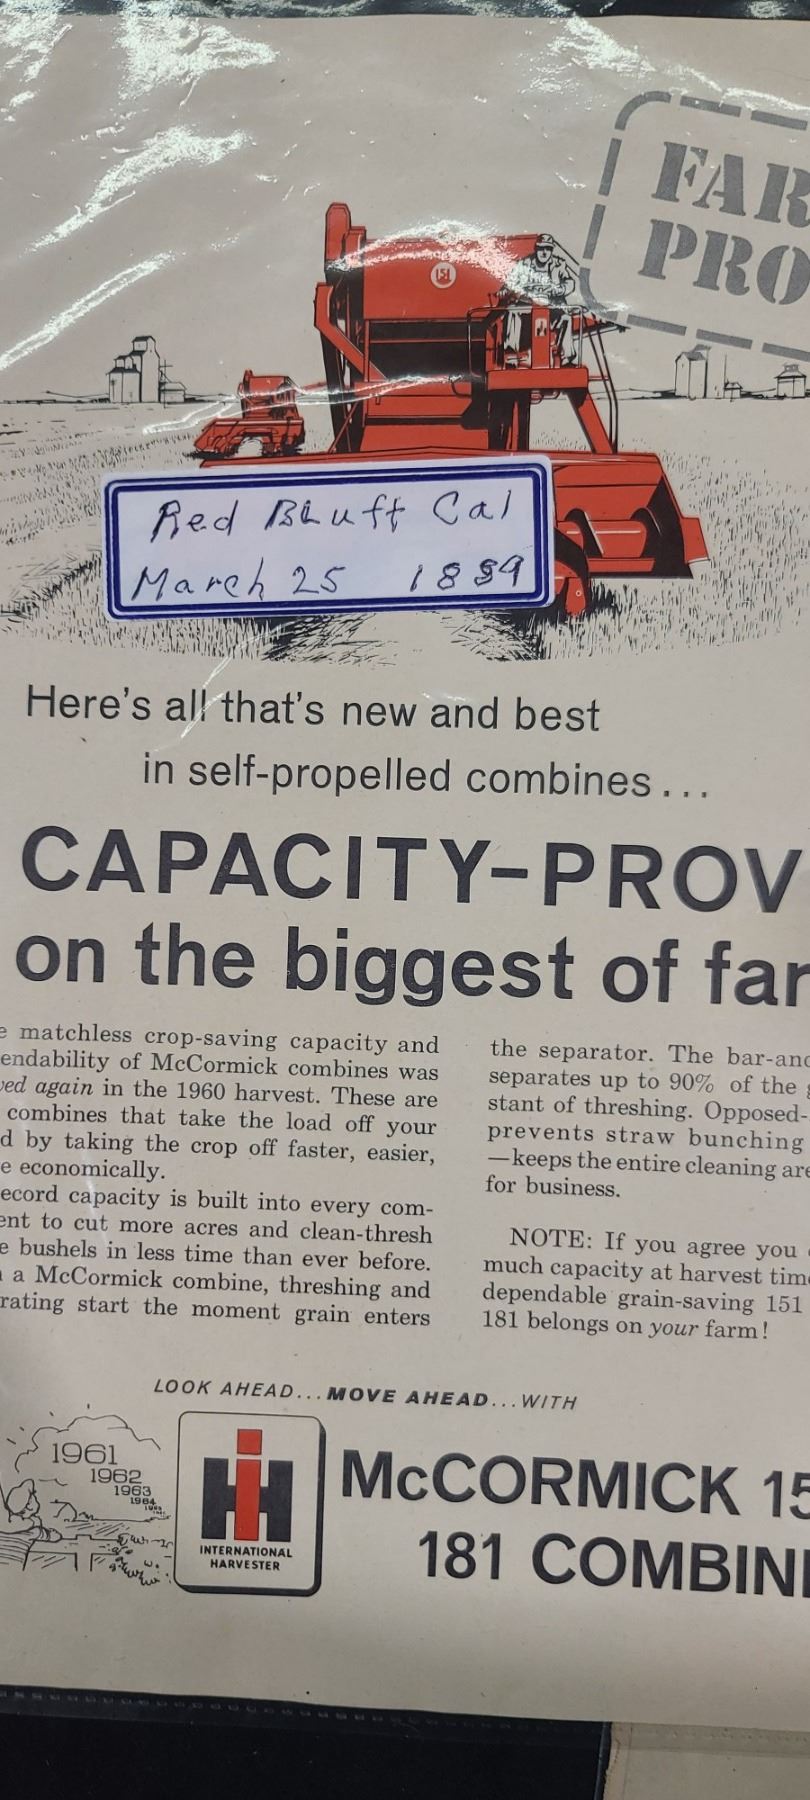 FAR
PRO
151
Red Bluff Cal
March 25 1889
Here's all that's new and best
in self-propelled combines...
CAPACITY-PROV
on the biggest of far
e matchless crop-saving capacity and
endability of McCormick combines was
ved again in the 1960 harvest. These are
combines that take the load off your
d by taking the crop off faster, easier,
e economically.
ecord capacity is built into every com-
ent to cut more acres and clean-thresh
e bushels in less time than ever before.
a McCormick combine, threshing and
rating start the moment grain enters
the separator. The bar-and
separates up to 90% of the g
stant of threshing. Opposed-
prevents straw bunching
—keeps the entire cleaning are
for business.
NOTE: If you agree you
much capacity at harvest time
dependable grain-saving 151
181 belongs on your farm!
LOOK AHEAD...MOVE AHEAD...WITH
1961
1962
1963
1964
INTERNATIONAL
HARVESTER
McCORMICK 15
181 COMBIN